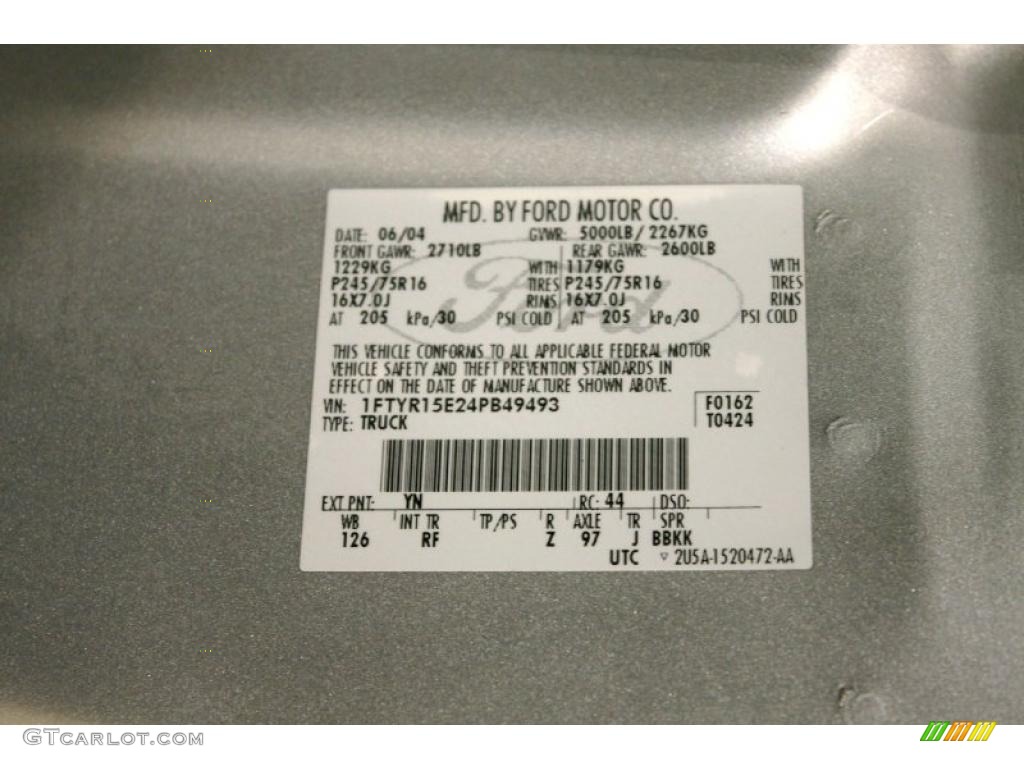 MFD. BY FORD MOTOR CO.
DATE: 06/04 GVWR: 5000LB/ 2267KG
FRONT GAWR: 2710LB REAR GAWR: 2600LB
1229KG WITH 1179KG WITH
P245/75R16 TIRES P245/75R16 TIRES
16X7.0J RIMS 16X7.0J RIMS
AT 205 kPa/30 PSI COLD AT 205 kPa/30 PSI COLD
Ford
THIS VEHICLE CONFORMS TO ALL APPLICABLE FEDERAL MOTOR
VEHICLE SAFETY AND THEFT PREVENTION STANDARDS IN
EFFECT ON THE DATE OF MANUFACTURE SHOWN ABOVE.
VIN: 1FTYR15E24PB49493 F0162
TYPE: TRUCK T0424
EXT PNT: YN RC: 44 DSO:
WB INT TR TP/PS R AXLE TR SPR
126 RF Z 97 J BBKK
UTC ▽ 2U5A-1520472-AA
GTCARLOT.COM